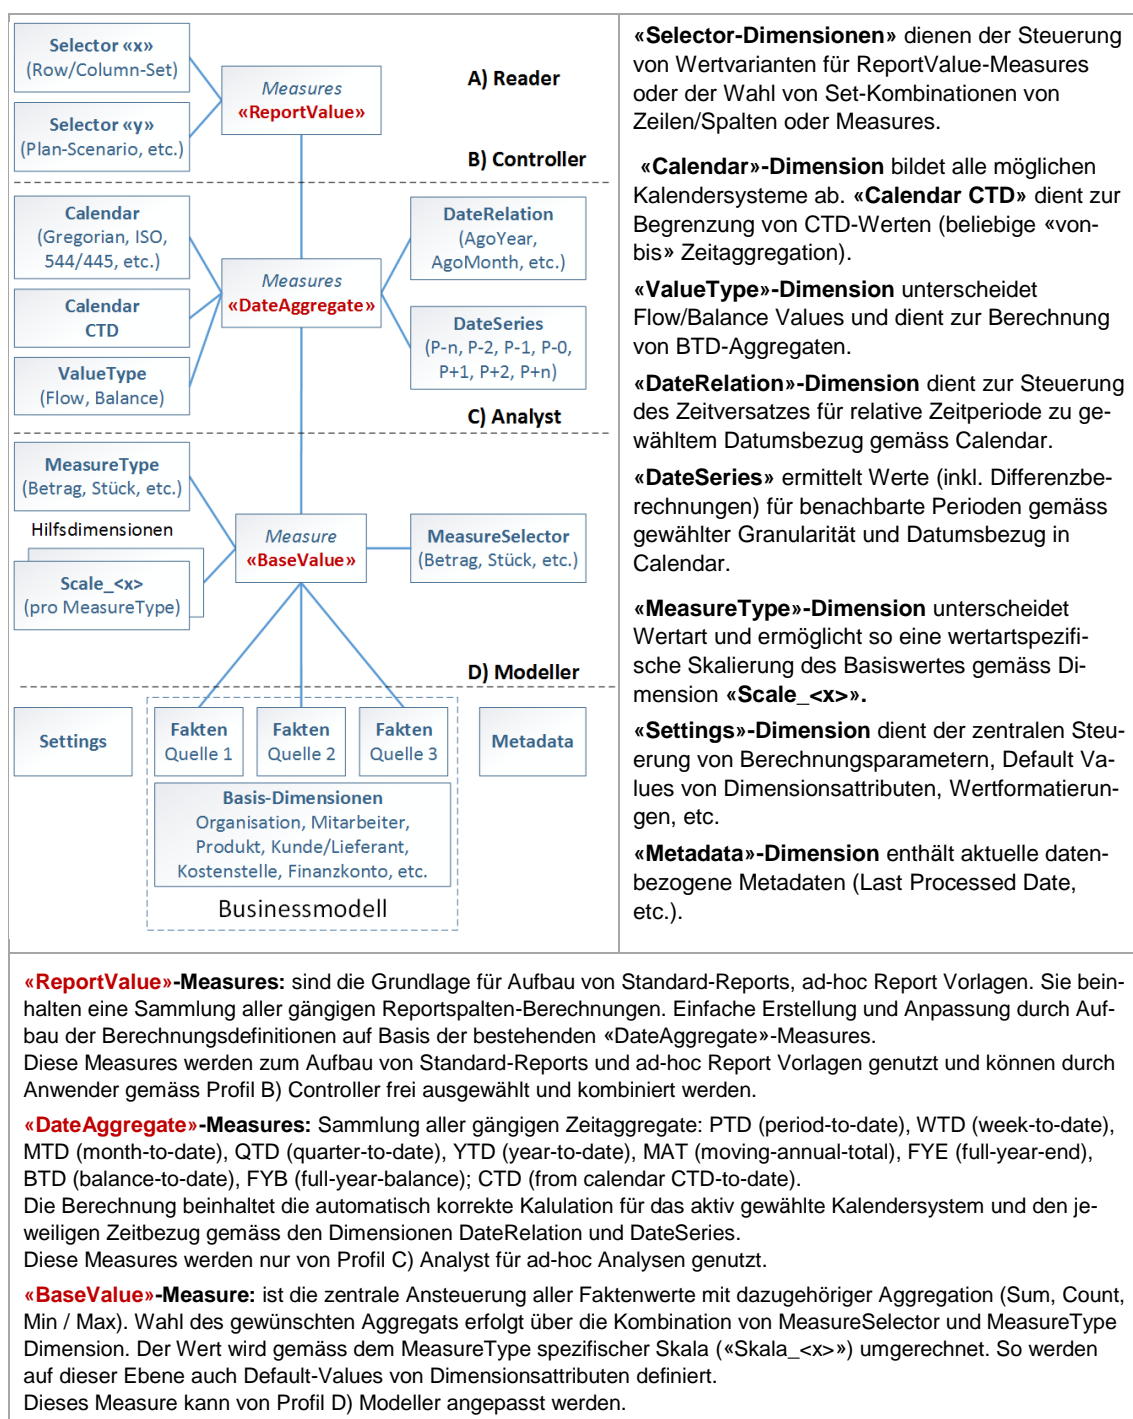 Selector «x»
(Row/Column-Set)
Selector «y»
(Plan-Scenario, etc.)
Measures
«ReportValue»
A) Reader
B) Controller
Calendar
(Gregorian, ISO,
544/445, etc.)
Calendar
CTD
ValueType
(Flow, Balance)
Measures
«DateAggregate»
DateRelation
(AgoYear,
AgoMonth, etc.)
DateSeries
(P-n, P-2, P-1, P-0,
P+1, P+2, P+n)
C) Analyst
MeasureType
(Betrag, Stück, etc.)
Hilfsdimensionen
Scale_<x>
(pro MeasureType)
Measure
«BaseValue»
MeasureSelector
(Betrag, Stück, etc.)
D) Modeller
Settings
Fakten
Quelle 1
Fakten
Quelle 2
Fakten
Quelle 3
Metadata
Basis-Dimensionen
Organisation, Mitarbeiter,
Produkt, Kunde/Lieferant,
Kostenstelle, Finanzkonto, etc.
Businessmodell
«Selector-Dimensionen» dienen der Steuerung
von Wertvarianten für ReportValue-Measures
oder der Wahl von Set-Kombinationen von
Zeilen/Spalten oder Measures.
«Calendar»-Dimension bildet alle möglichen
Kalendersysteme ab. «Calendar CTD» dient zur
Begrenzung von CTD-Werten (beliebige «von-
bis» Zeitaggregation).
«ValueType»-Dimension unterscheidet
Flow/Balance Values und dient zur Berechnung
von BTD-Aggregaten.
«DateRelation»-Dimension dient zur Steuerung
des Zeitversatzes für relative Zeitperiode zu ge-
wähltem Datumsbezug gemäss Calendar.
«DateSeries» ermittelt Werte (inkl. Differenzbe-
rechnungen) für benachbarte Perioden gemäss
gewählter Granularität und Datumsbezug in
Calendar.
«MeasureType»-Dimension unterscheidet
Wertart und ermöglicht so eine wertartspezifi-
sche Skalierung des Basiswertes gemäss Di-
mension «Scale_<x>».
«Settings»-Dimension dient der zentralen Steu-
erung von Berechnungsparametern, Default Va-
lues von Dimensionsattributen, Wertformatierun-
gen, etc.
«Metadata»-Dimension enthält aktuelle daten-
bezogene Metadaten (Last Processed Date,
etc.).
«ReportValue»-Measures: sind die Grundlage für Aufbau von Standard-Reports, ad-hoc Report Vorlagen. Sie bein-
halten eine Sammlung aller gängigen Reportspalten-Berechnungen. Einfache Erstellung und Anpassung durch Auf-
bau der Berechnungsdefinitionen auf Basis der bestehenden «DateAggregate»-Measures.
Diese Measures werden zum Aufbau von Standard-Reports und ad-hoc Report Vorlagen genutzt und können durch
Anwender gemäss Profil B) Controller frei ausgewählt und kombiniert werden.
«DateAggregate»-Measures: Sammlung aller gängigen Zeitaggregate: PTD (period-to-date), WTD (week-to-date),
MTD (month-to-date), QTD (quarter-to-date), YTD (year-to-date), MAT (moving-annual-total), FYE (full-year-end),
BTD (balance-to-date), FYB (full-year-balance); CTD (from calendar CTD-to-date).
Die Berechnung beinhaltet die automatisch korrekte Kalulation für das aktiv gewählte Kalendersystem und den je-
weiligen Zeitbezug gemäss den Dimensionen DateRelation und DateSeries.
Diese Measures werden nur von Profil C) Analyst für ad-hoc Analysen genutzt.
«BaseValue»-Measure: ist die zentrale Ansteuerung aller Faktenwerte mit dazugehöriger Aggregation (Sum, Count,
Min / Max). Wahl des gewünschten Aggregats erfolgt über die Kombination von MeasureSelector und MeasureType
Dimension. Der Wert wird gemäss dem MeasureType spezifischer Skala («Skala_<x>») umgerechnet. So werden
auf dieser Ebene auch Default-Values von Dimensionsattributen definiert.
Dieses Measure kann von Profil D) Modeller angepasst werden.